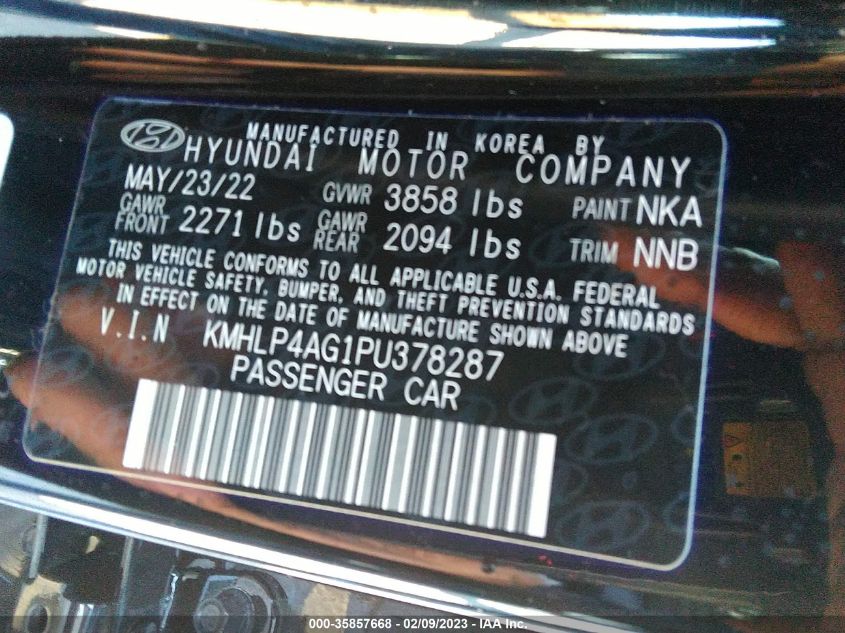 MANUFACTURED IN KOREA BY
HYUNDAI MOTOR COMPANY
MAY/23/22 GVWR 3858 lbs PAINT NKA
GAWR FRONT 2271 lbs GAWR REAR 2094 lbs TRIM NNB
THIS VEHICLE CONFORMS TO ALL APPLICABLE U.S.A. FEDERAL
MOTOR VEHICLE SAFETY, BUMPER, AND THEFT PREVENTION STANDARDS
IN EFFECT ON THE DATE OF MANUFACTURE SHOWN ABOVE
V.I.N KMHLP4AG1PU378287
PASSENGER CAR
000-35857668 - 02/09/2023 - IAA Inc.